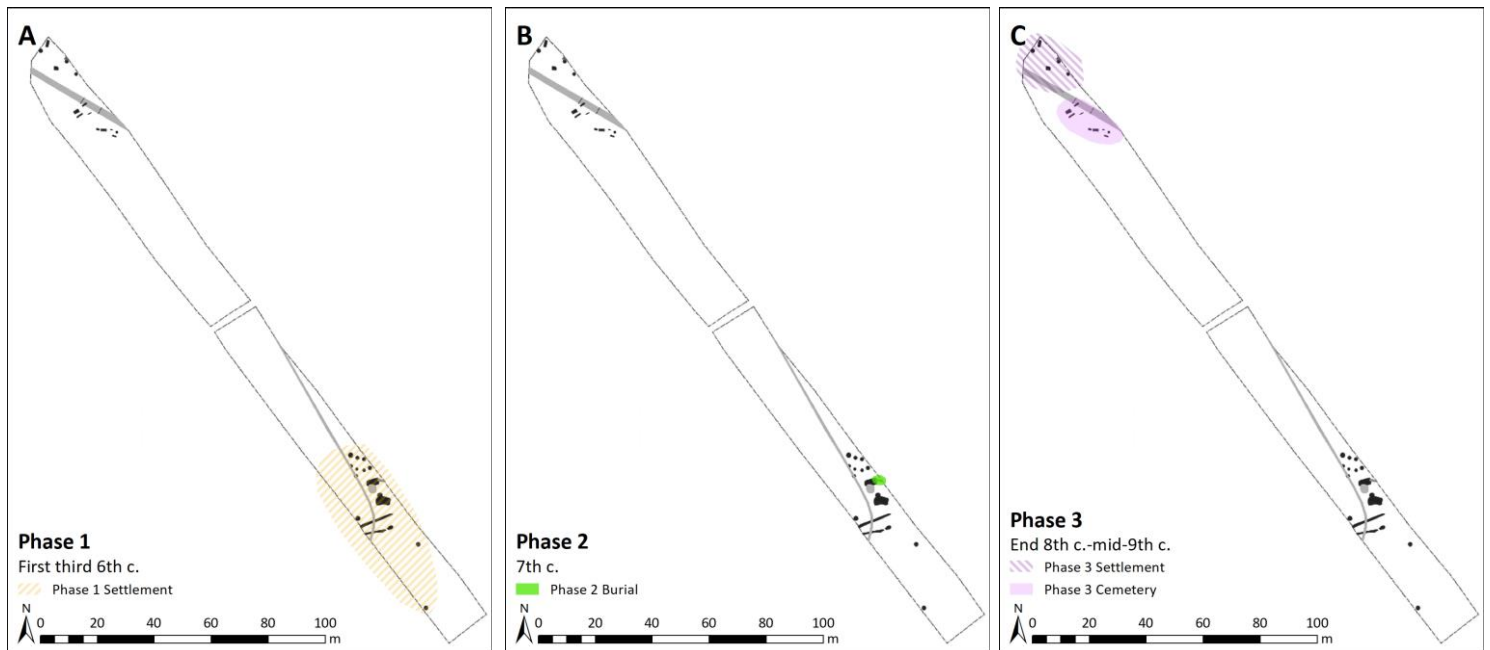 A
Phase 1
First third 6th c.
Phase 1 Settlement
N
0 20 40 60 80 100
m
B
Phase 2
7th c.
Phase 2 Burial
N
0 20 40 60 80 100
m
C
Phase 3
End 8th c.-mid-9th c.
Phase 3 Settlement
Phase 3 Cemetery
N
0 20 40 60 80 100
m